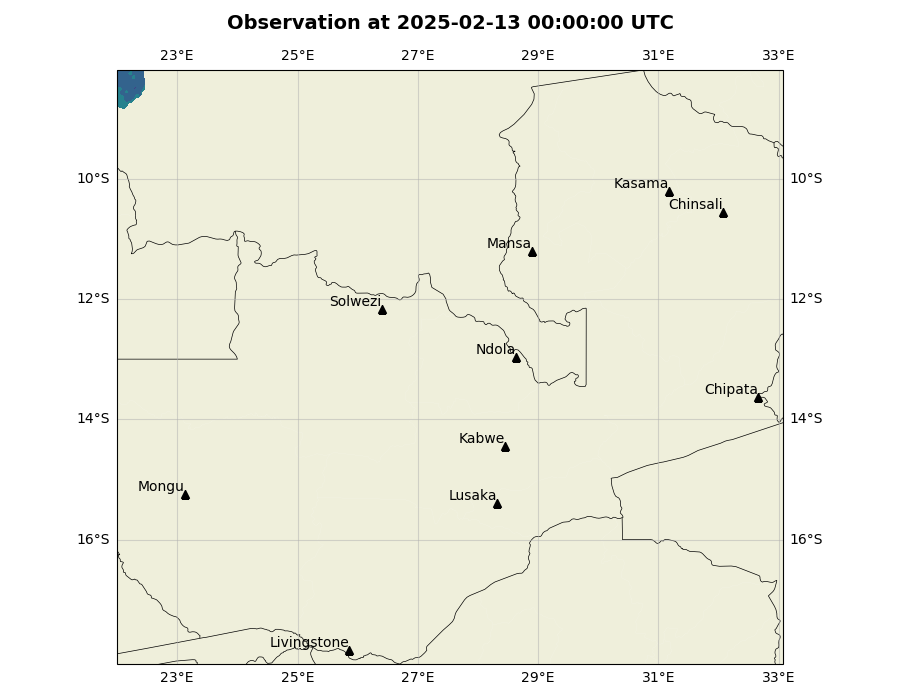 Observation at 2025-02-13 00:00:00 UTC
23°E 25°E 27°E 29°E 31°E 33°E
10°S 10°S
Kasama
Chinsali
Mansa
12°S 12°S
Solwezi
Ndola
Chipata
14°S 14°S
Kabwe
Mongu
Lusaka
16°S 16°S
Livingstone
23°E 25°E 27°E 29°E 31°E 33°E